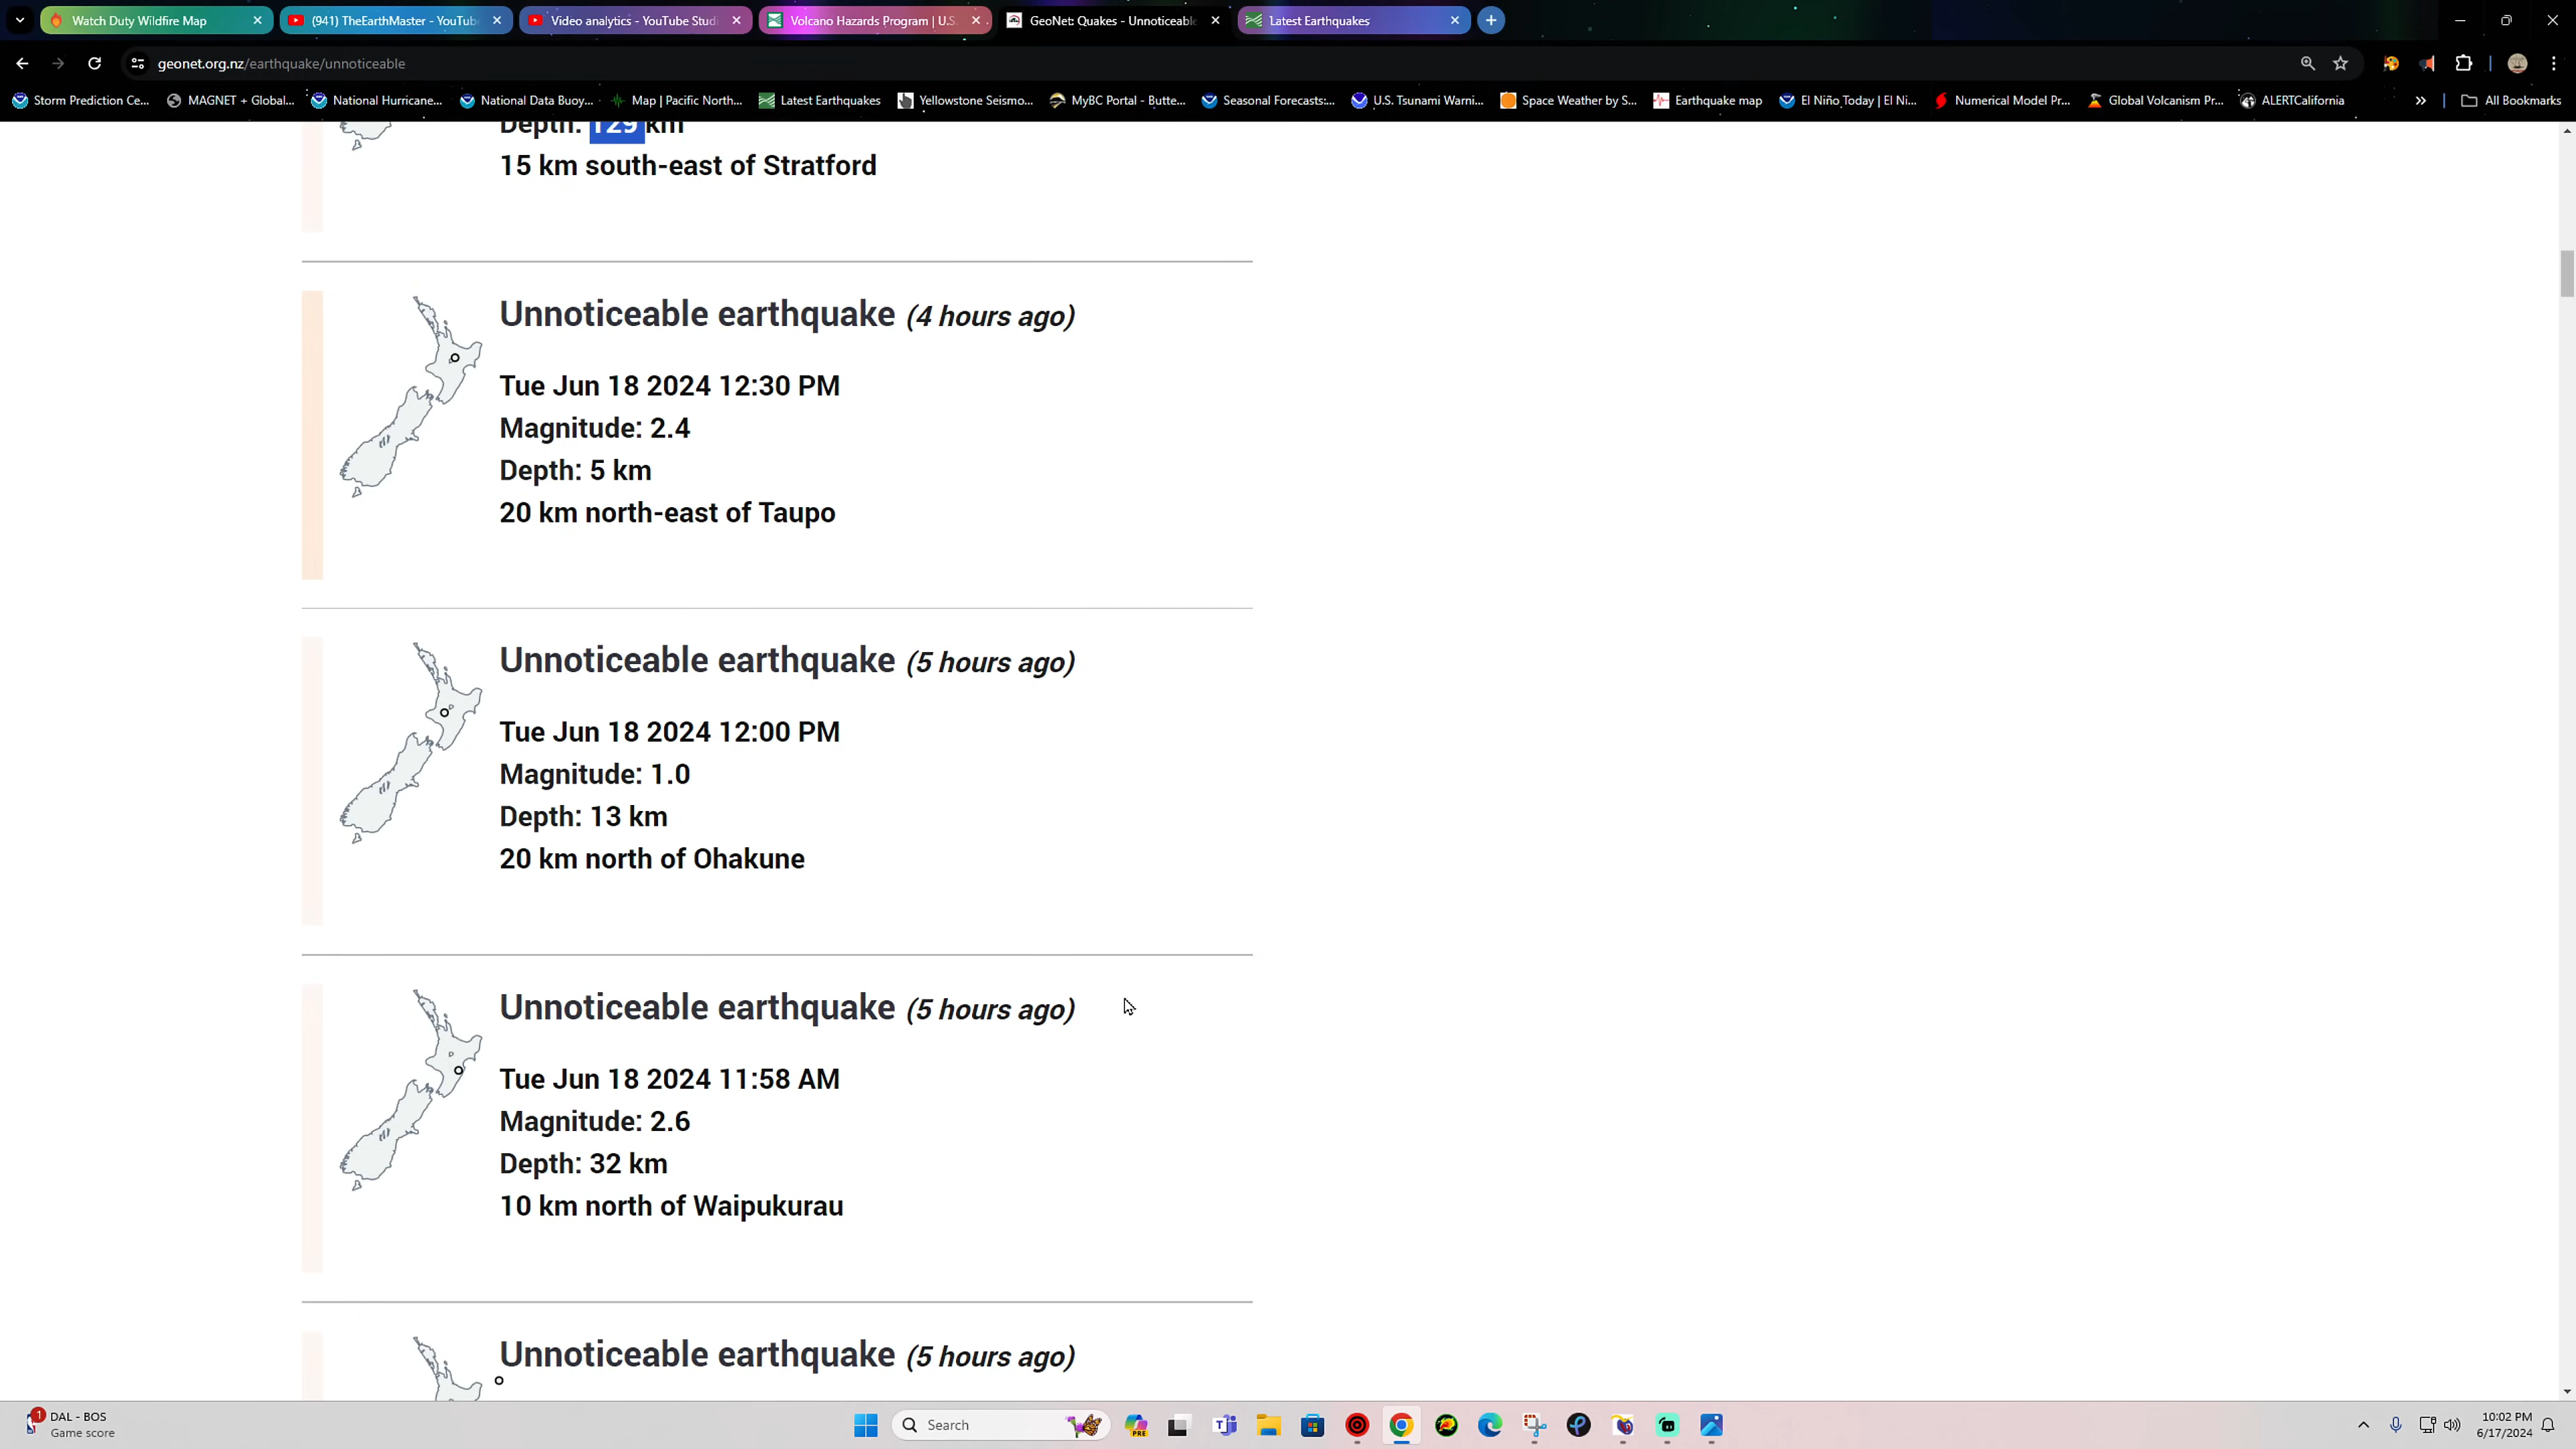 Watch Duty Wildfire Map
(941) TheEarthMaster - YouTube
Video analytics - YouTube Studi
Volcano Hazards Program | U.S.
GeoNet: Quakes - Unnoticeable
Latest Earthquakes
geonet.org.nz/earthquake/unnoticeable
Storm Prediction Ce...
MAGNET + Global...
National Hurricane...
National Data Buoy...
Map | Pacific North...
Latest Earthquakes
Yellowstone Seismo...
MyBC Portal - Butte...
Seasonal Forecasts:...
U.S. Tsunami Warni...
Space Weather by S...
Earthquake map
El Niño Today | El Ni...
Numerical Model Pr...
Global Volcanism Pr...
ALERTCalifornia
All Bookmarks
Depth: 129 km
15 km south-east of Stratford
Unnoticeable earthquake (4 hours ago)
Tue Jun 18 2024 12:30 PM
Magnitude: 2.4
Depth: 5 km
20 km north-east of Taupo
Unnoticeable earthquake (5 hours ago)
Tue Jun 18 2024 12:00 PM
Magnitude: 1.0
Depth: 13 km
20 km north of Ohakune
Unnoticeable earthquake (5 hours ago)
Tue Jun 18 2024 11:58 AM
Magnitude: 2.6
Depth: 32 km
10 km north of Waipukurau
Unnoticeable earthquake (5 hours ago)
1
DAL - BOS
Game score
Search
PRE
10:02 PM
6/17/2024